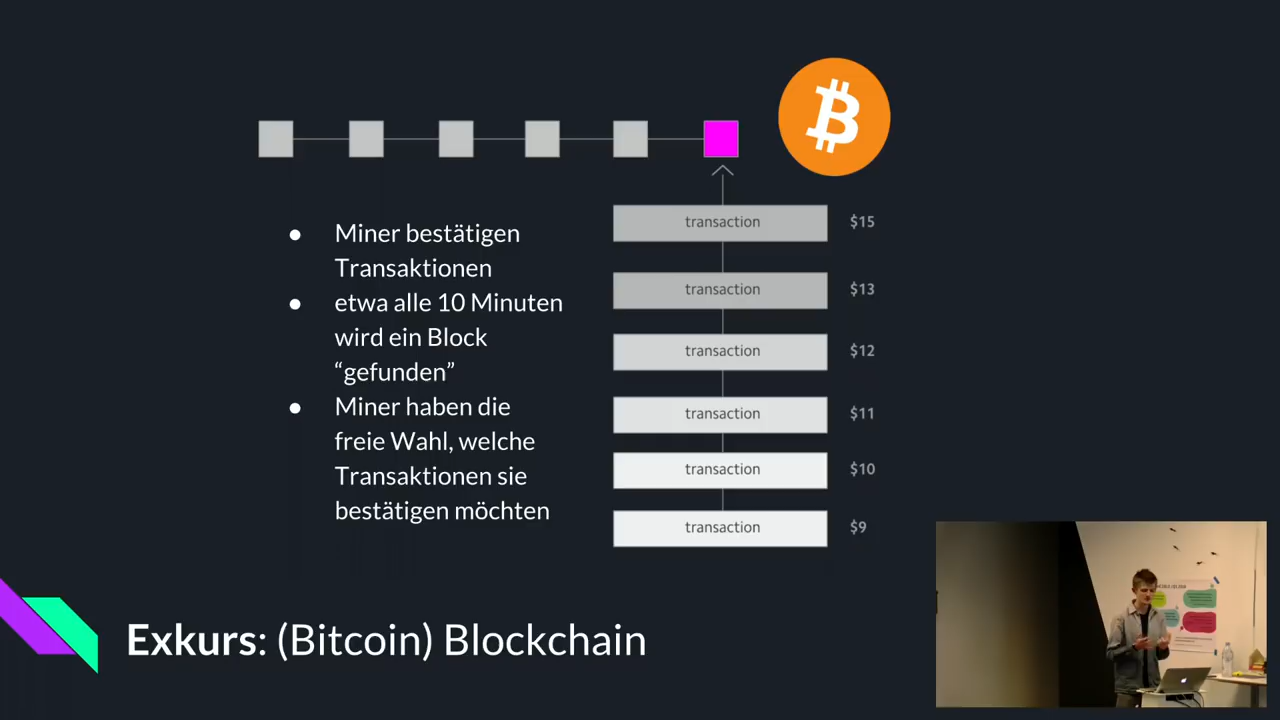 Miner bestätigen
Transaktionen
etwa alle 10 Minuten
wird ein Block
“gefunden”
Miner haben die
freie Wahl, welche
Transaktionen sie
bestätigen möchten
transaction $15
transaction $13
transaction $12
transaction $11
transaction $10
transaction $9
Exkurs: (Bitcoin) Blockchain